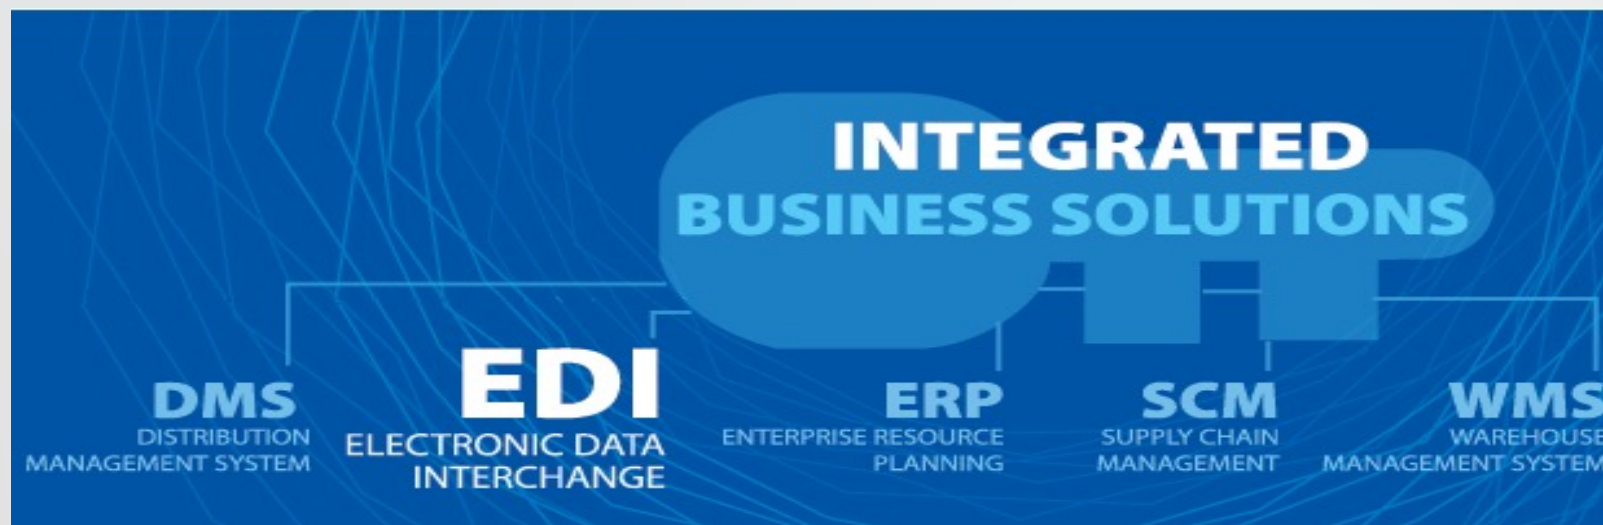 INTEGRATED
BUSINESS SOLUTIONS
DMS
DISTRIBUTION
MANAGEMENT SYSTEM
EDI
ELECTRONIC DATA
INTERCHANGE
ERP
ENTERPRISE RESOURCE
PLANNING
SCM
SUPPLY CHAIN
MANAGEMENT
WMS
WAREHOUSE
MANAGEMENT SYSTEM